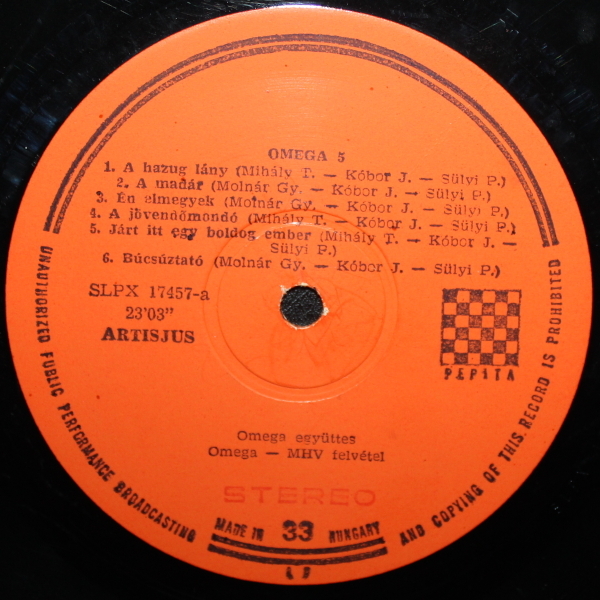 OMEGA 5
1. A hazug lány (Mihály T. — Kóbor J. — Sülyi P.)
2. A madár (Molnár Gy. — Kóbor J. — Sülyi P.)
3. Én elmegyek (Molnár Gy. — Kóbor J. — Sülyi P.)
4. A jövendőmondó (Mihály T. — Kóbor J. — Sülyi P.)
5. Járt itt egy boldog ember (Mihály T. — Kóbor J. —
Sülyi P.)
6. Búcsúztató (Molnár Gy. — Kóbor J. — Sülyi P.)
SLPX 17457-a
23'03"
ARTISJUS
PEPITA
Omega együttes
Omega — MHV felvétel
STEREO
MADE IN 33 HUNGARY
UNAUTHORIZED PUBLIC PERFORMANCE BROADCASTING AND COPYING OF THIS RECORD IS PROHIBITED